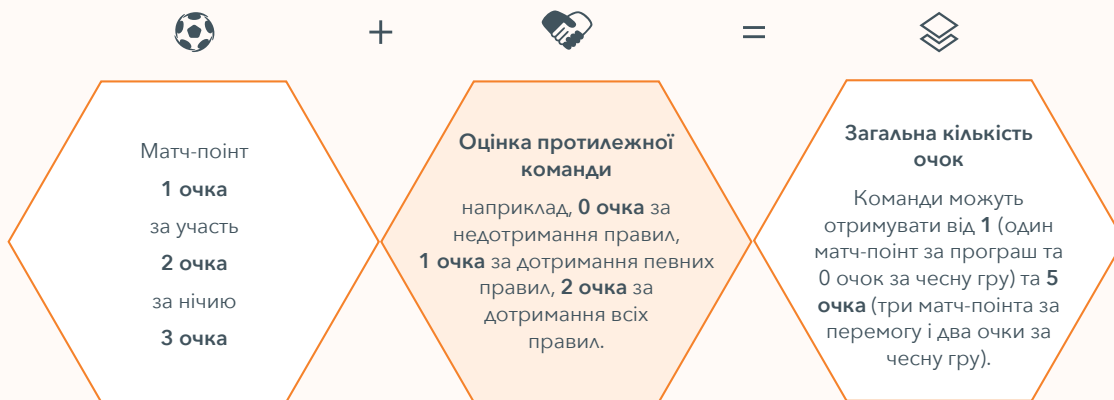 +
=
Матч-поінт
1 очка
за участь
2 очка
за нічию
3 очка
Оцінка протилежної
команди
наприклад, 0 очка за
недотримання правил,
1 очка за дотримання певних
правил, 2 очка за
дотримання всіх
правил.
Загальна кількість
очок
Команди можуть
отримувати від 1 (один
матч-поінт за програш та
0 очок за чесну гру) та 5
очка (три матч-поінта за
перемогу і два очки за
чесну гру).